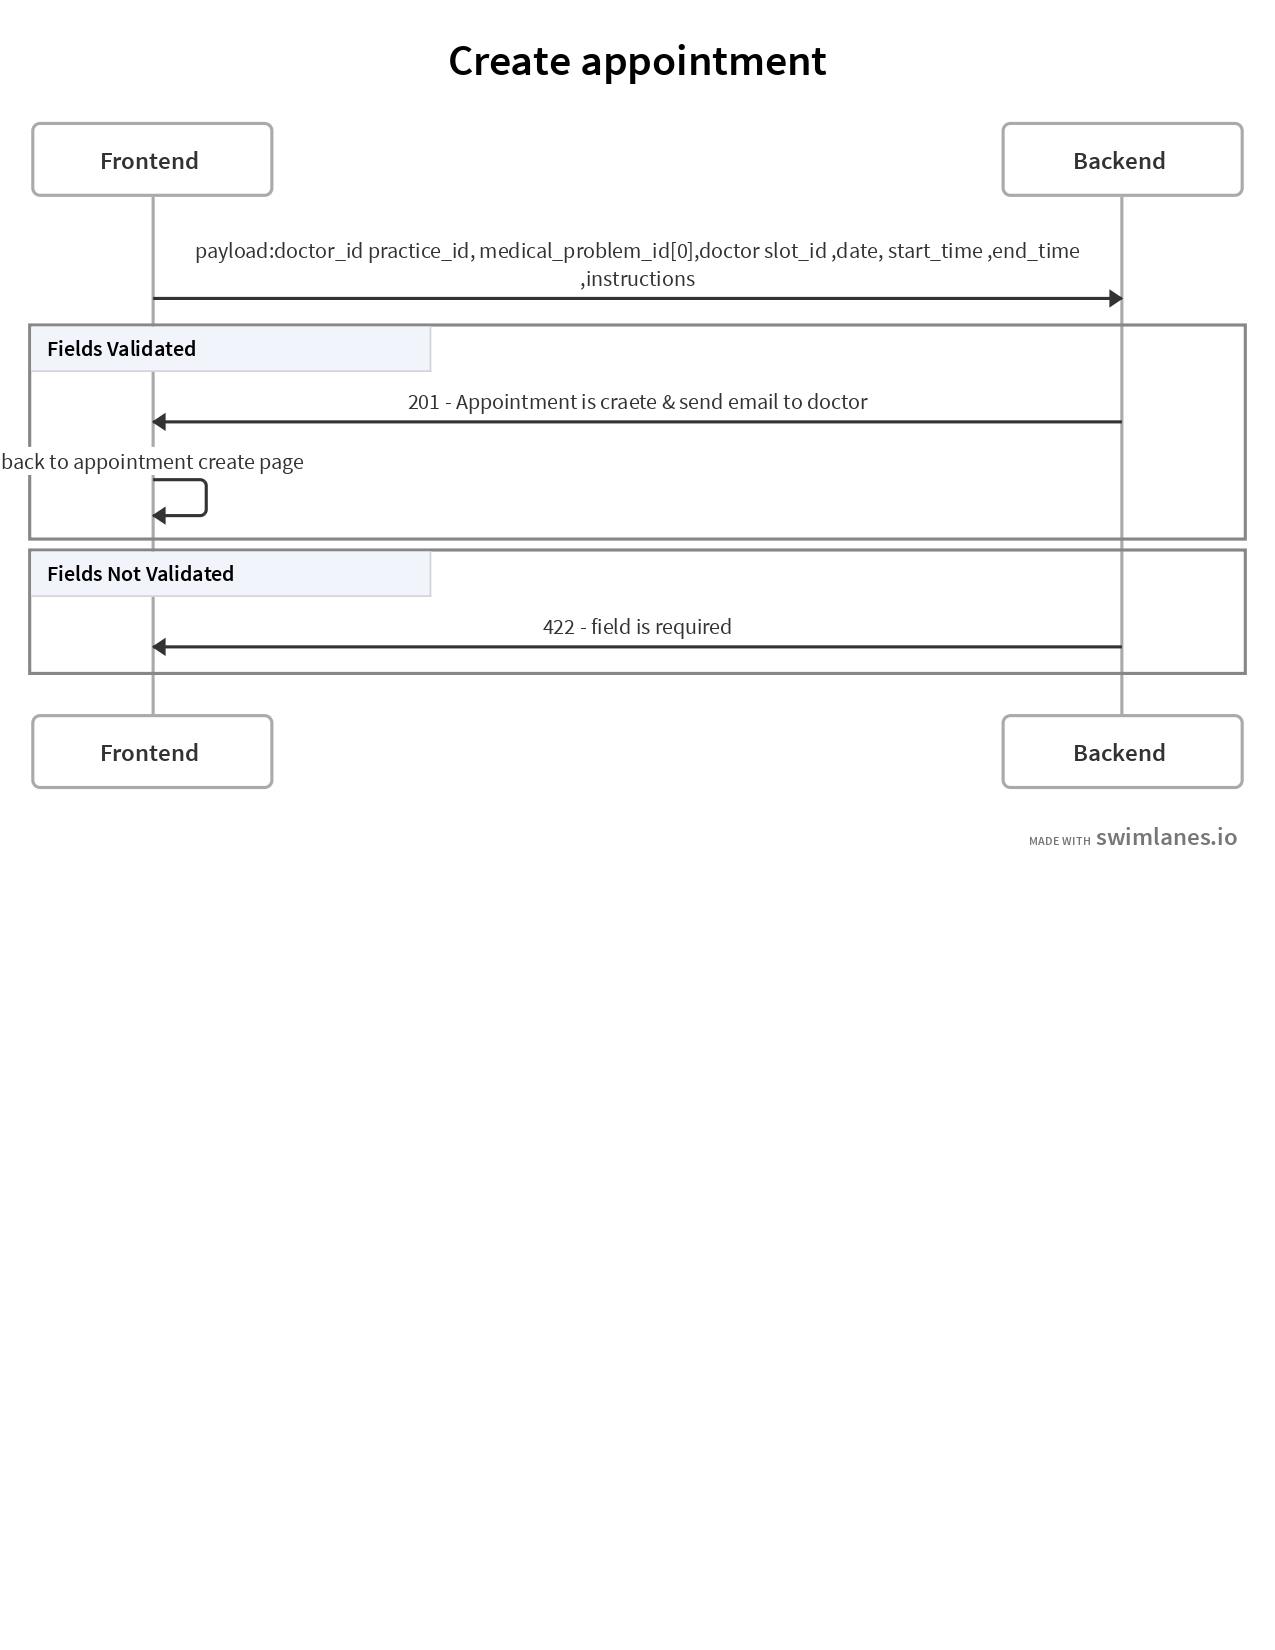 Create appointment
Frontend
Backend
payload:doctor_id practice_id, medical_problem_id[0],doctor slot_id ,date, start_time ,end_time
,instructions
Fields Validated
201 - Appointment is craete & send email to doctor
back to appointment create page
Fields Not Validated
422 - field is required
Frontend
Backend
MADE WITH swimlanes.io